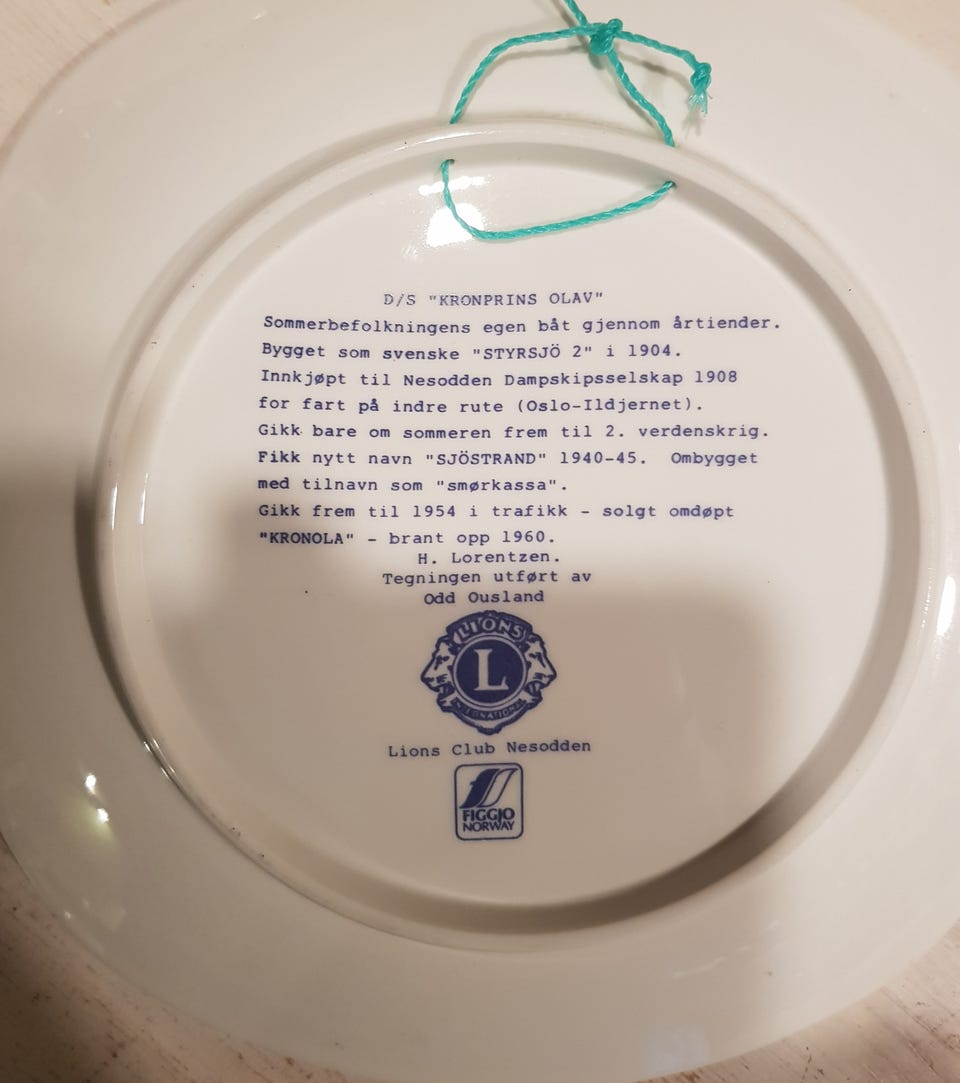 D/S "KRONPRINS OLAV"
Sommerbefolkningens egen båt gjennom årtiender.
Bygget som svenske "STYRSJÖ 2" i 1904.
Innkjøpt til Nesodden Dampskipsselskap 1908
for fart på indre rute (Oslo-Ildjernet).
Gikk bare om sommeren frem til 2. verdenskrig.
Fikk nytt navn "SJÖSTRAND" 1940-45. Ombygget
med tilnavn som "smørkassa".
Gikk frem til 1954 i trafikk - solgt omdøpt
"KRONOLA" - brant opp 1960.
H. Lorentzen.
Tegningen utført av
Odd Ousland
LIONS
L
INTERNATIONAL
Lions Club Nesodden
FIGGJO
NORWAY